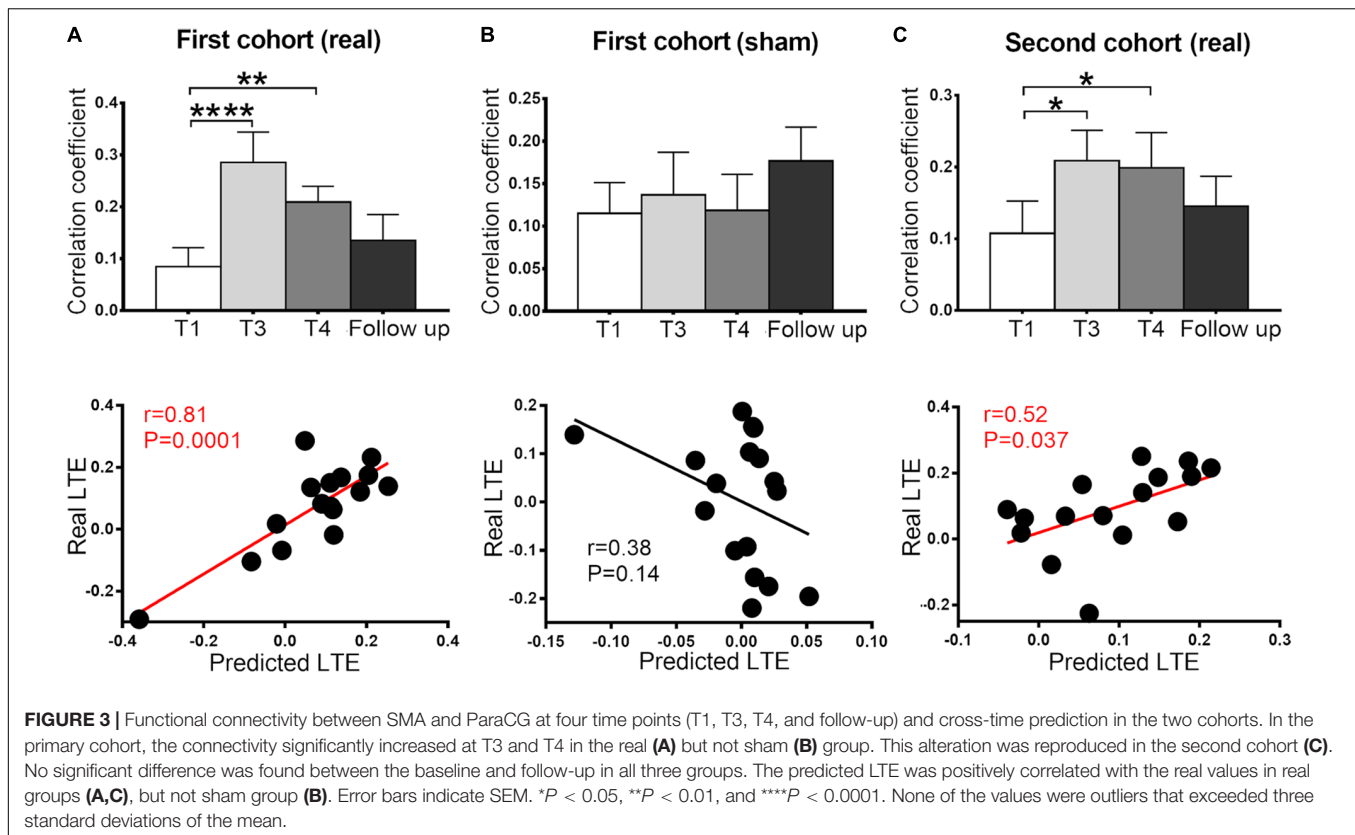 A
First cohort (real)
B
First cohort (sham)
C
Second cohort (real)
Correlation coefficient
0.4
0.3
0.2
0.1
0.0
**
****
T1
T3
T4
Follow up
Correlation coefficient
0.25
0.20
0.15
0.10
0.05
0.00
T1
T3
T4
Follow up
Correlation coefficient
0.3
0.2
0.1
0.0
*
*
T1
T3
T4
Follow up
Real LTE
0.4
0.2
0.0
-0.2
r=0.81
P=0.0001
-0.4
-0.2
0.0
0.2
0.4
Predicted LTE
Real LTE
0.2
0.1
0.0
-0.1
-0.2
r=0.38
P=0.14
-0.15
-0.10
-0.05
0.00
0.05
0.10
Predicted LTE
Real LTE
0.4
0.2
0.0
-0.2
r=0.52
P=0.037
-0.1
0.0
0.1
0.2
0.3
Predicted LTE
FIGURE 3 | Functional connectivity between SMA and ParaCG at four time points (T1, T3, T4, and follow-up) and cross-time prediction in the two cohorts. In the
primary cohort, the connectivity significantly increased at T3 and T4 in the real (A) but not sham (B) group. This alteration was reproduced in the second cohort (C).
No significant difference was found between the baseline and follow-up in all three groups. The predicted LTE was positively correlated with the real values in real
groups (A,C), but not sham group (B). Error bars indicate SEM. *P < 0.05, **P < 0.01, and ****P < 0.0001. None of the values were outliers that exceeded three
standard deviations of the mean.